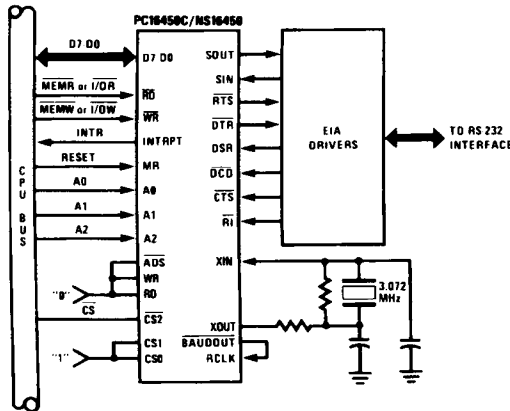 PC16450C/NS16450
D7 D0
D7 D0
MEMR or I/OR
RD
MEMW or I/OW
WR
INTR
INTRPT
RESET
MR
A0
A0
A1
A1
A2
A2
ADS
WR
RD
"0"
CS
CS2
CS1
CS0
"1"
CPU BUS
SOUT
SIN
RTS
DTR
DSR
DCD
CTS
RI
XIN
XOUT
BAUDOUT
RCLK
EIA
DRIVERS
TO RS 232
INTERFACE
3.072
MHz